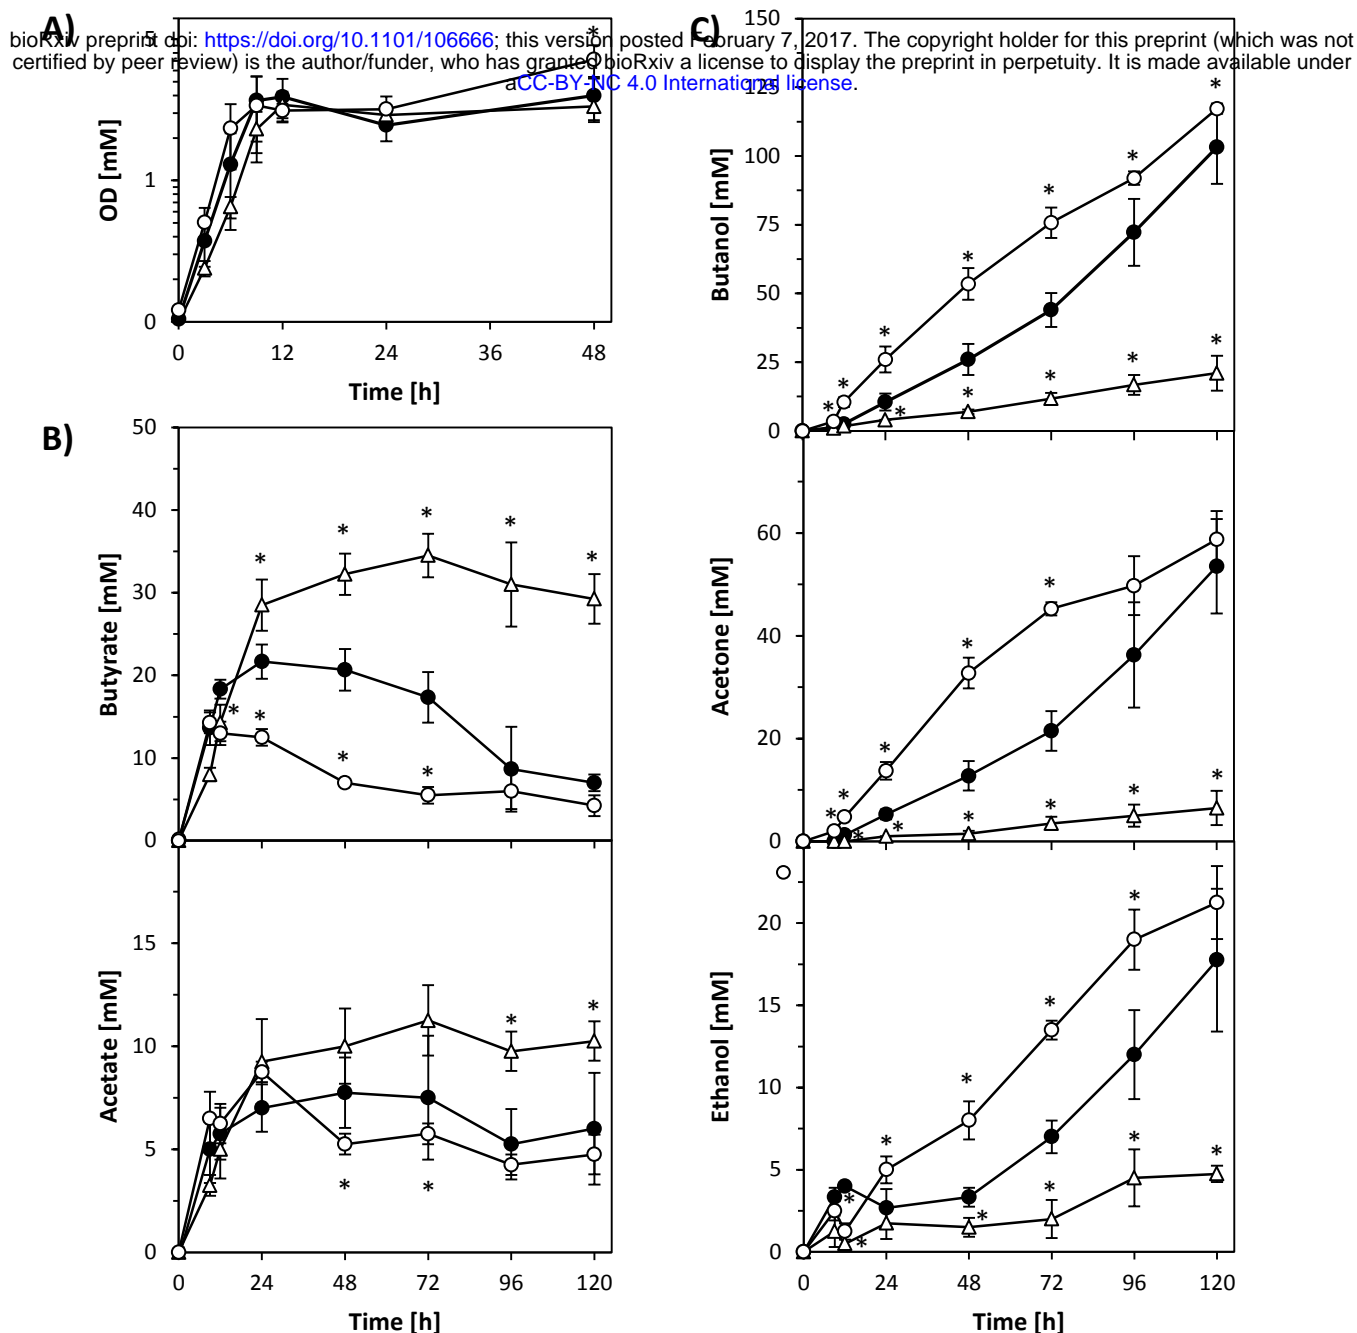 A)
C)
bioRxiv preprint doi: https://doi.org/10.1101/106666; this version posted February 7, 2017. The copyright holder for this preprint (which was not
certified by peer review) is the author/funder, who has granted bioRxiv a license to display the preprint in perpetuity. It is made available under
aCC-BY-NC 4.0 International license.
5
1
0
OD [mM]
0 12 24 36 48
Time [h]
*
150
125
100
75
50
25
0
Butanol [mM]
* * * * * * * *
* * * * *
B)
50
40
30
20
10
0
Butyrate [mM]
* * * * *
* * * *
60
40
20
0
Acetone [mM]
* * * * *
* * * * * * *
15
10
5
0
Acetate [mM]
* *
* *
0 24 48 72 96 120
Time [h]
20
15
10
5
0
Ethanol [mM]
* * * * *
* * * * *
0 24 48 72 96 120
Time [h]